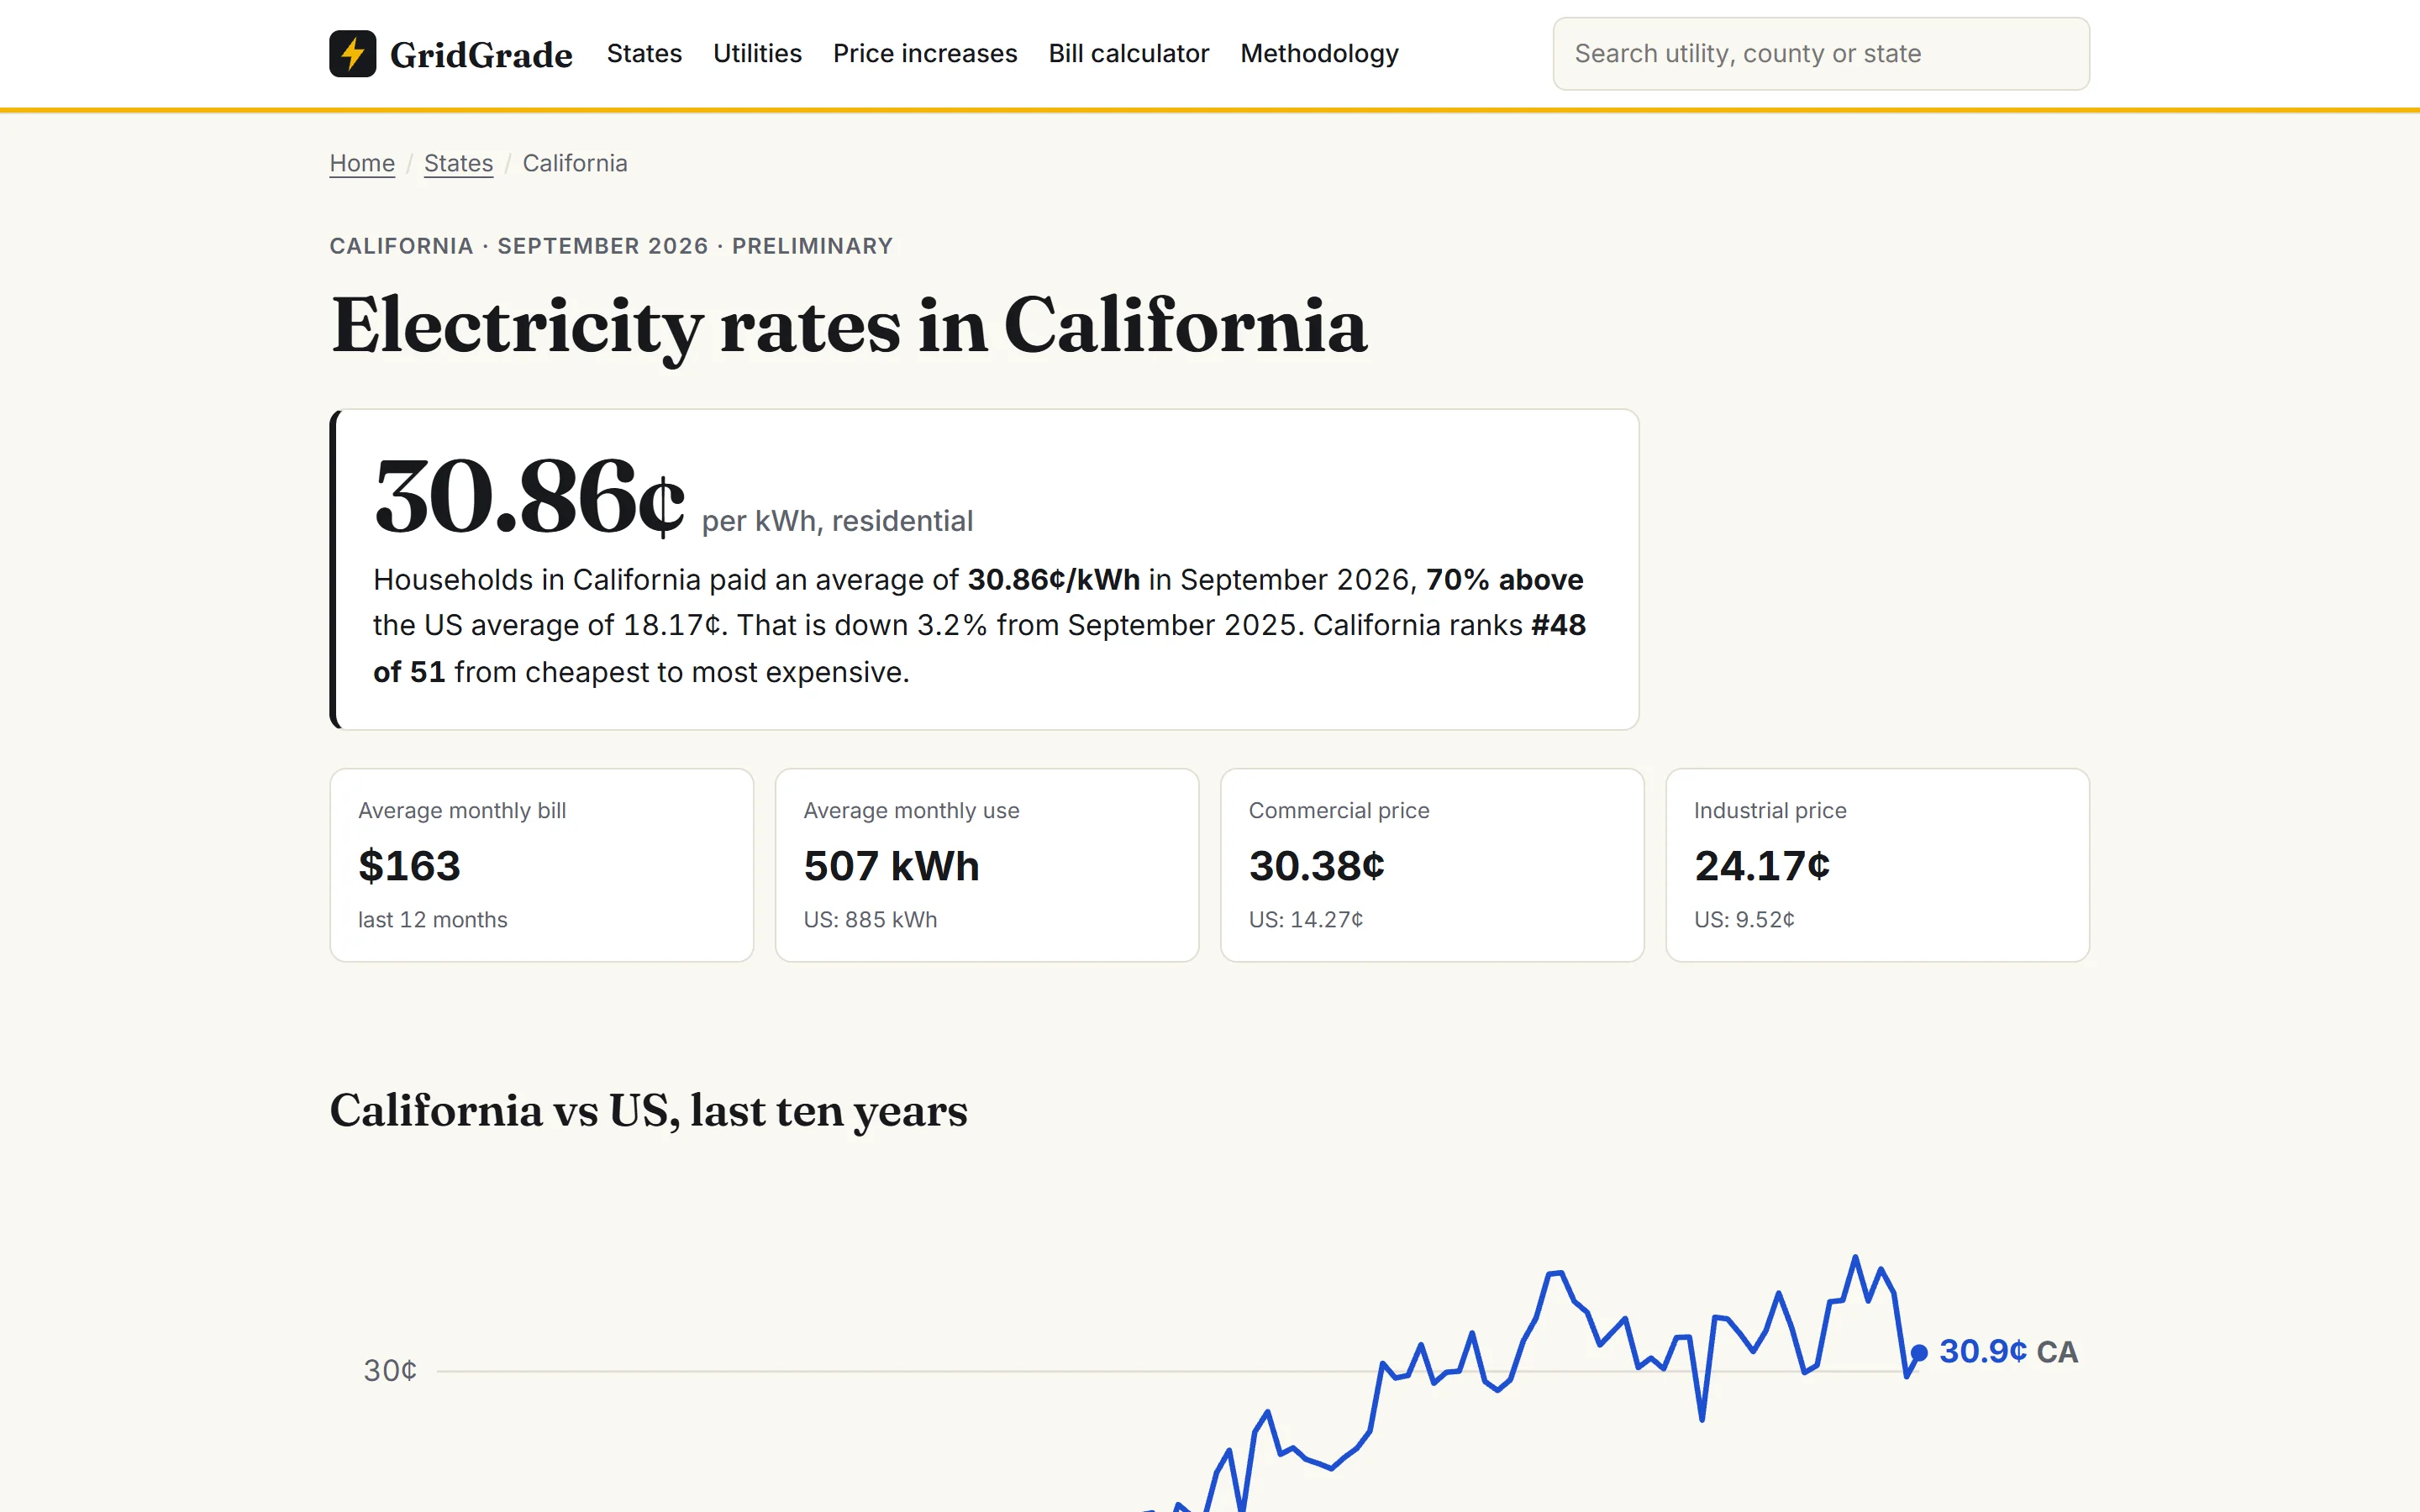 GridGrade
States
Utilities
Price increases
Bill calculator
Methodology
Search utility, county or state
Home / States / California
CALIFORNIA · SEPTEMBER 2026 · PRELIMINARY
Electricity rates in California
30.86¢ per kWh, residential
Households in California paid an average of 30.86¢/kWh in September 2026, 70% above
the US average of 18.17¢. That is down 3.2% from September 2025. California ranks #48
of 51 from cheapest to most expensive.
Average monthly bill
$163
last 12 months
Average monthly use
507 kWh
US: 885 kWh
Commercial price
30.38¢
US: 14.27¢
Industrial price
24.17¢
US: 9.52¢
California vs US, last ten years
30¢
30.9¢ CA